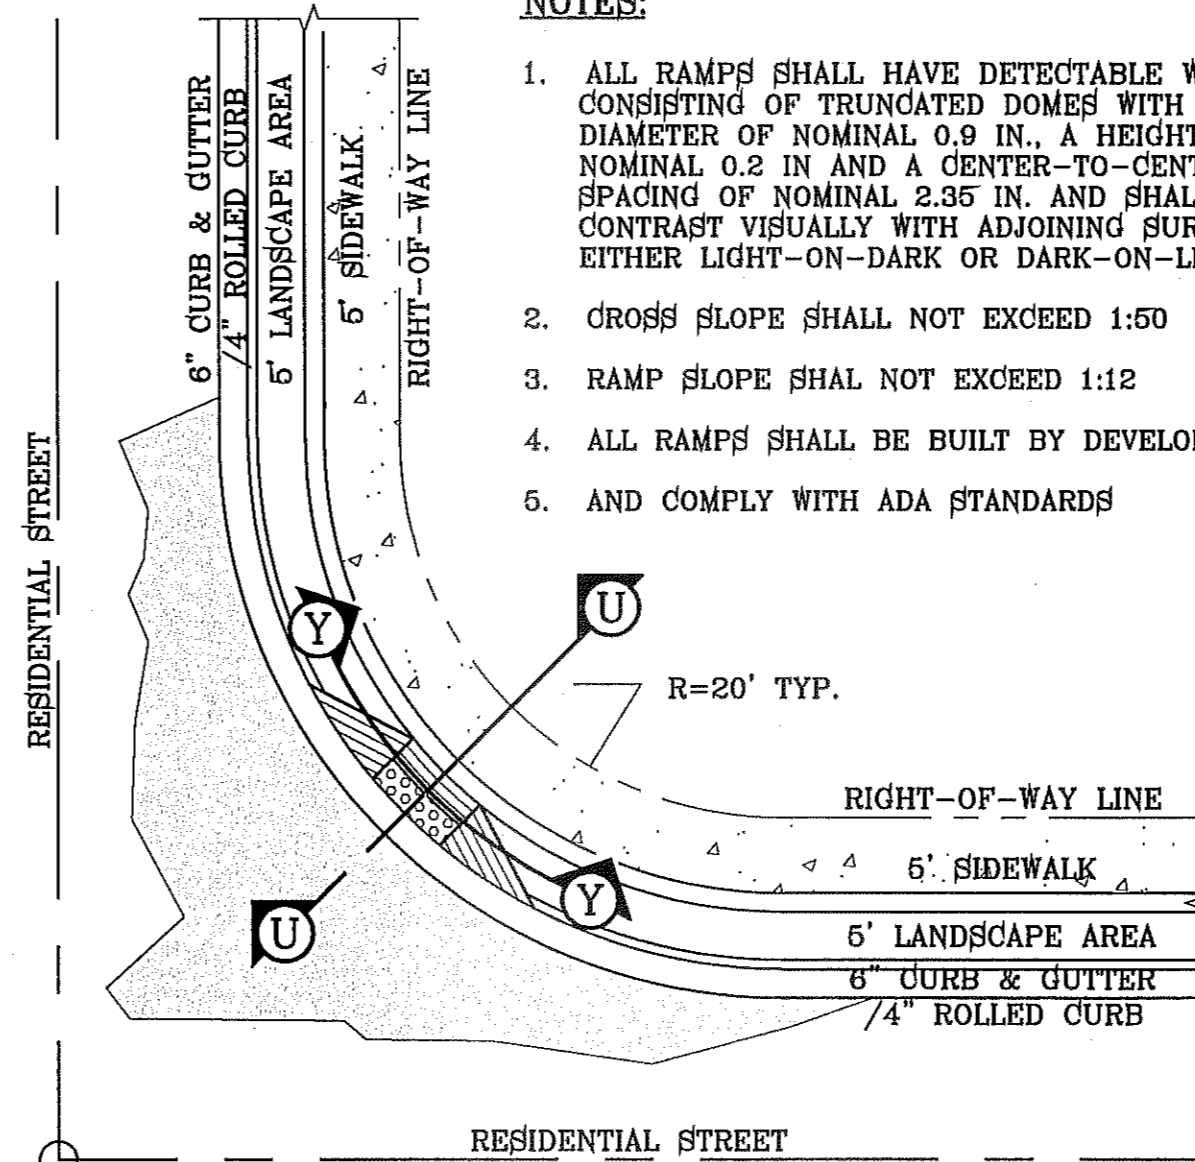 NOTES:
1. ALL RAMPS SHALL HAVE DETECTABLE
CONSISTING OF TRUNCATED DOMES WITH
DIAMETER OF NOMINAL 0.9 IN., A HEIGHT
NOMINAL 0.2 IN AND A CENTER-TO-CENT
SPACING OF NOMINAL 2.35 IN. AND SHAL
CONTRAST VISUALLY WITH ADJOINING SUR
EITHER LIGHT-ON-DARK OR DARK-ON-LI
2. CROSS SLOPE SHALL NOT EXCEED 1:50
3. RAMP SLOPE SHAL NOT EXCEED 1:12
4. ALL RAMPS SHALL BE BUILT BY DEVELO
5. AND COMPLY WITH ADA STANDARDS
6" CURB & GUTTER
/4" ROLLED CURB
5' LANDSCAPE AREA
5' SIDEWALK
RIGHT-OF-WAY LINE
RESIDENTIAL STREET
Y
U
R=20' TYP.
RIGHT-OF-WAY LINE
5' SIDEWALK
Y
U
5' LANDSCAPE AREA
6" CURB & GUTTER
/4" ROLLED CURB
RESIDENTIAL STREET